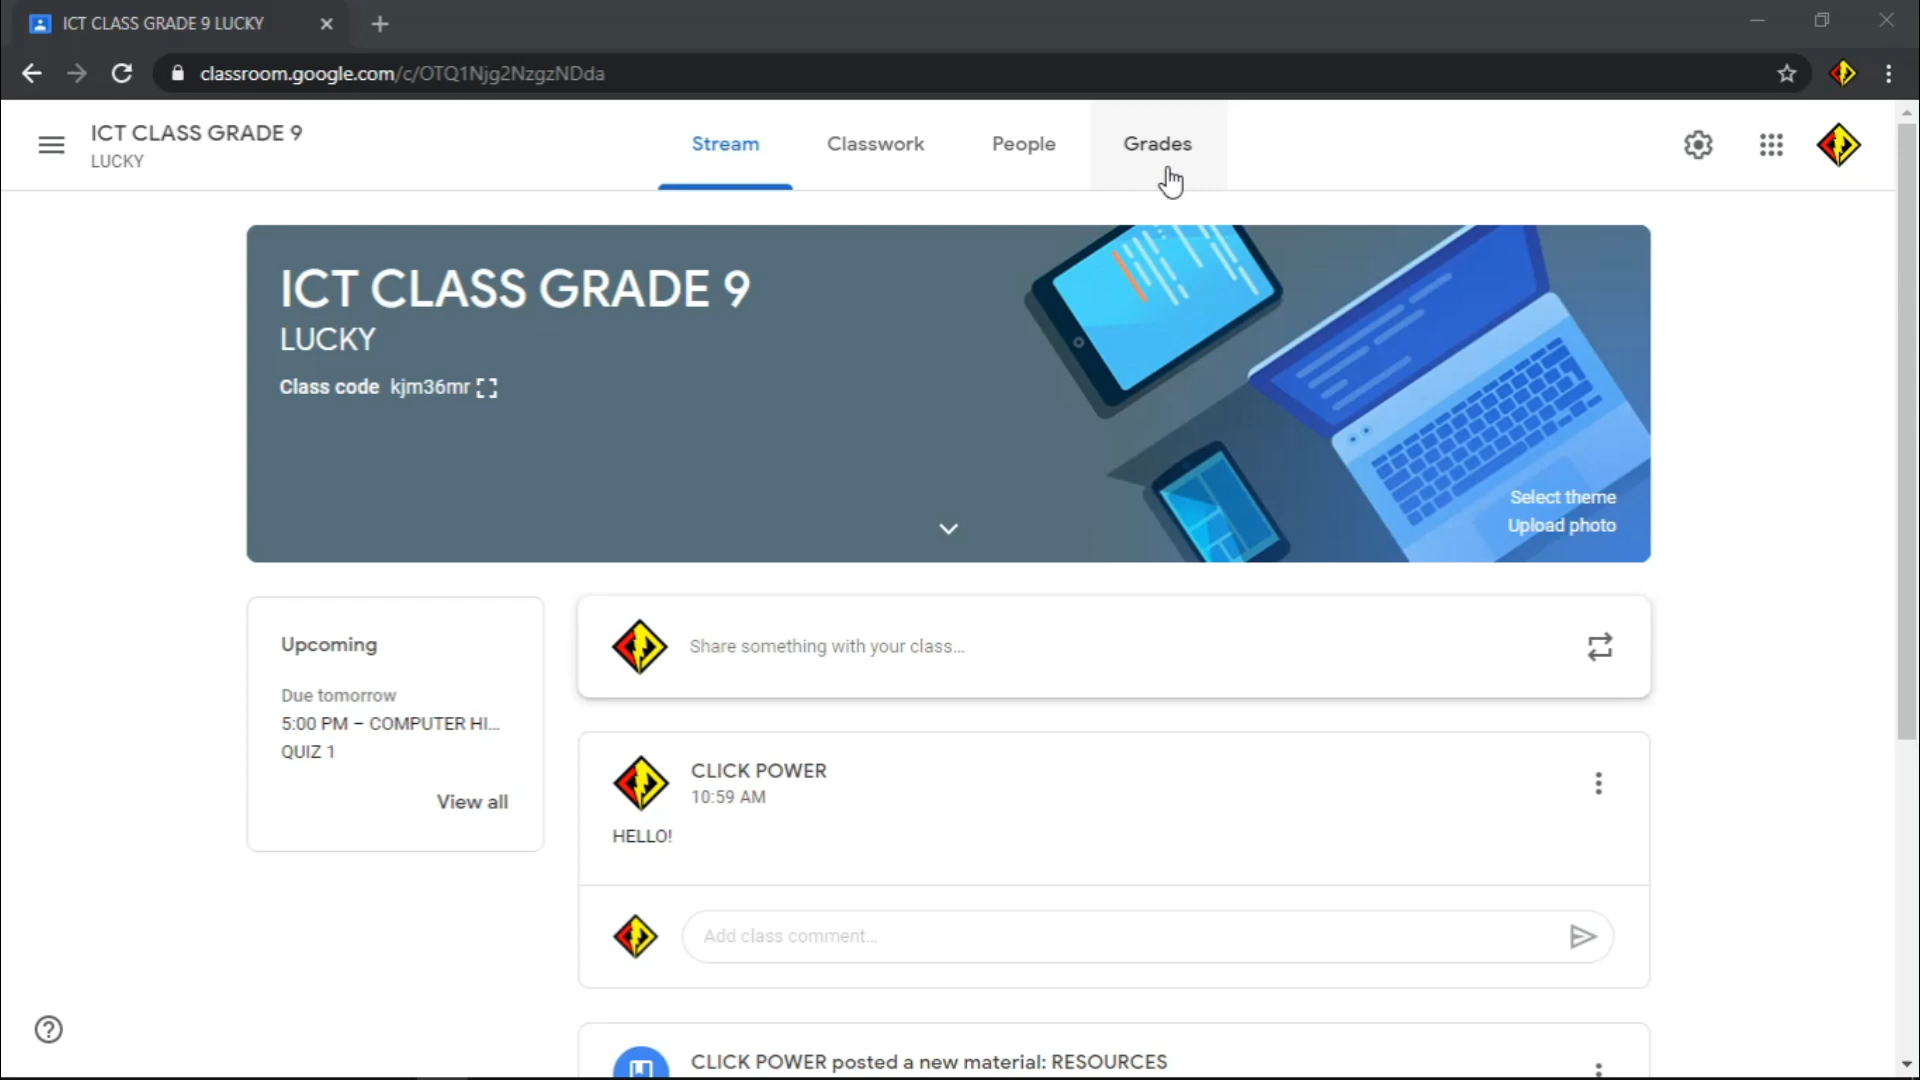 ICT CLASS GRADE 9 LUCKY
classroom.google.com/c/OTQ1Njg2NzgzNDda
ICT CLASS GRADE 9
LUCKY
Stream
Classwork
People
Grades
ICT CLASS GRADE 9
LUCKY
Class code kjm36mr
Select theme
Upload photo
Upcoming
Due tomorrow
5:00 PM – COMPUTER HI...
QUIZ 1
View all
Share something with your class...
CLICK POWER
10:59 AM
HELLO!
Add class comment...
CLICK POWER posted a new material: RESOURCES